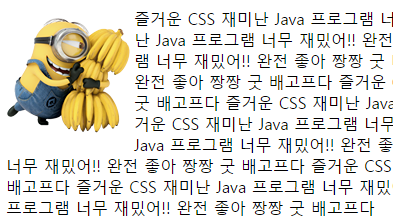 즐거운 CSS 재미난 Java 프로그램 너
난 Java 프로그램 너무 재밌어!! 완전
램 너무 재밌어!! 완전 좋아 짱짱 굿
완전 좋아 짱짱 굿 배고프다 즐거운
굿 배고프다 즐거운 CSS 재미난 Java
거운 CSS 재미난 Java 프로그램 너무
Java 프로그램 너무 재밌어!! 완전 좋
너무 재밌어!! 완전 좋아 짱짱 굿 배고프다 즐거운 CSS
배고프다 즐거운 CSS 재미난 Java 프로그램 너무 재밌
프로그램 너무 재밌어!! 완전 좋아 짱짱 굿 배고프다